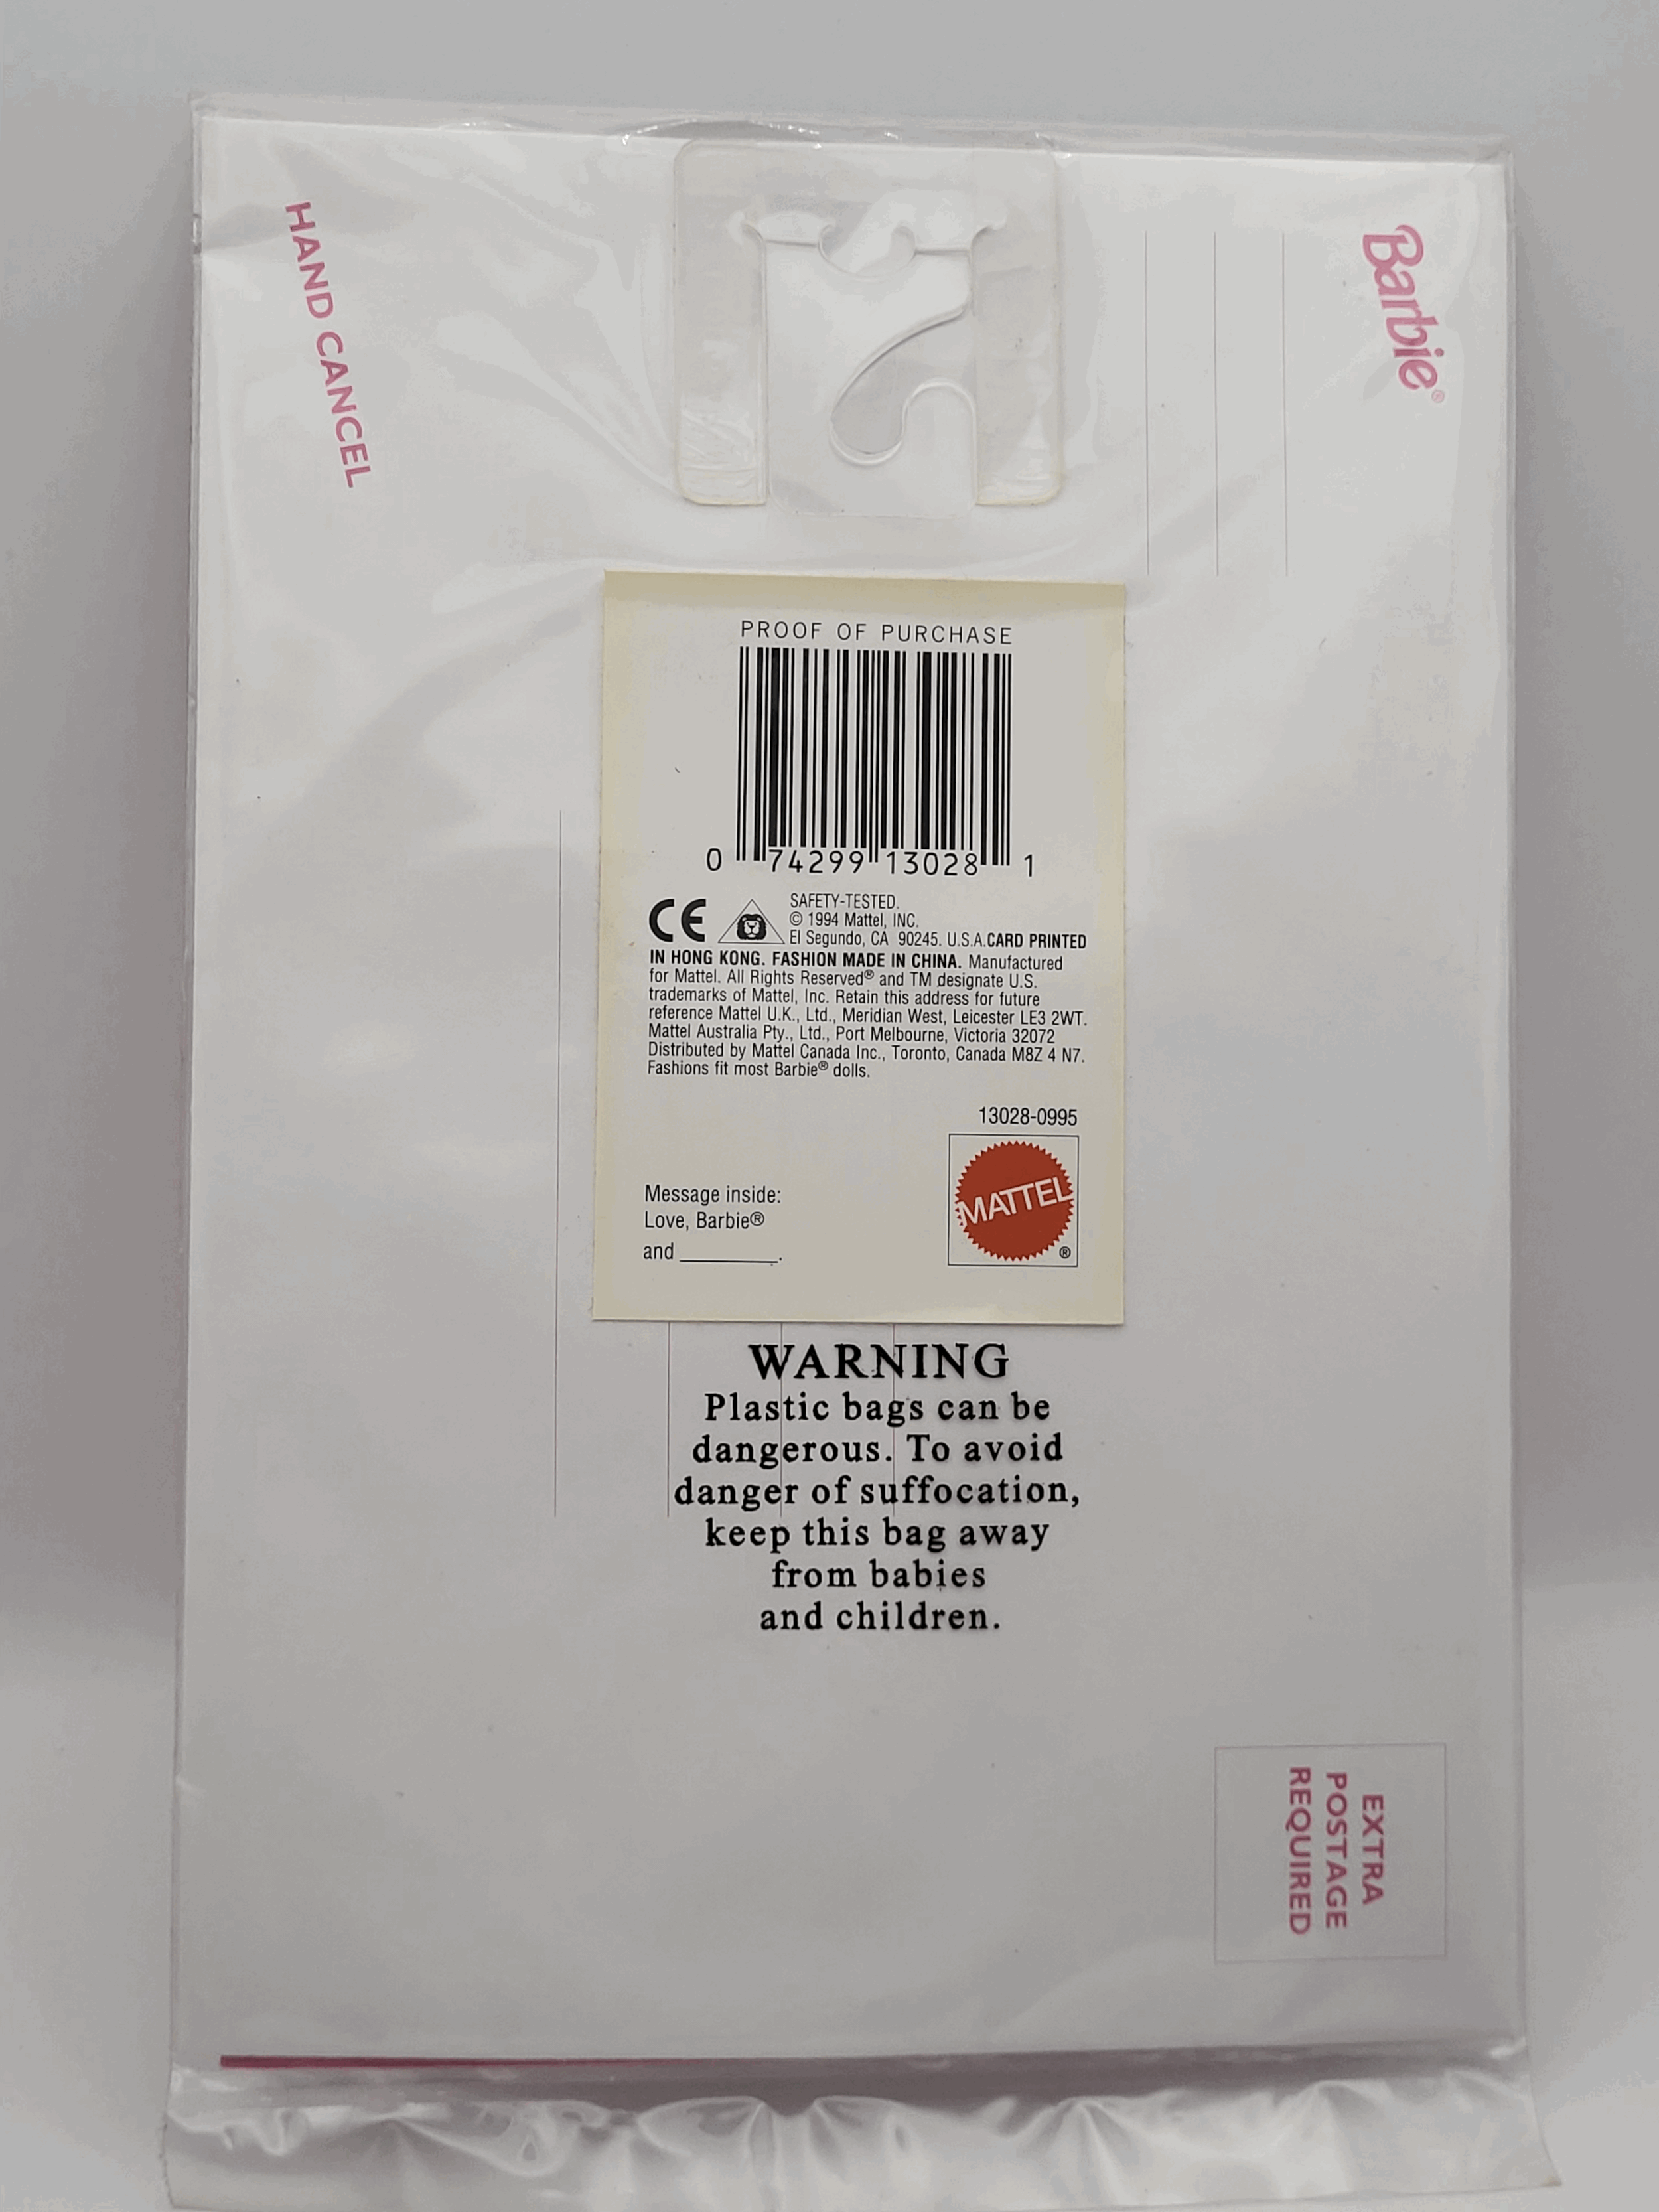 HAND CANCEL
Barbie®
PROOF OF PURCHASE
0 74299 13028 1
CE
SAFETY-TESTED.
© 1994 Mattel, INC.
El Segundo, CA 90245. U.S.A.CARD PRINTED
IN HONG KONG. FASHION MADE IN CHINA. Manufactured
for Mattel. All Rights Reserved® and TM designate U.S.
trademarks of Mattel, Inc. Retain this address for future
reference Mattel U.K., Ltd., Meridian West, Leicester LE3 2WT.
Mattel Australia Pty., Ltd., Port Melbourne, Victoria 32072
Distributed by Mattel Canada Inc., Toronto, Canada M8Z 4 N7.
Fashions fit most Barbie® dolls.
13028-0995
MATTEL®
Message inside:
Love, Barbie®
and ________.
WARNING
Plastic bags can be
dangerous. To avoid
danger of suffocation,
keep this bag away
from babies
and children.
EXTRA
POSTAGE
REQUIRED